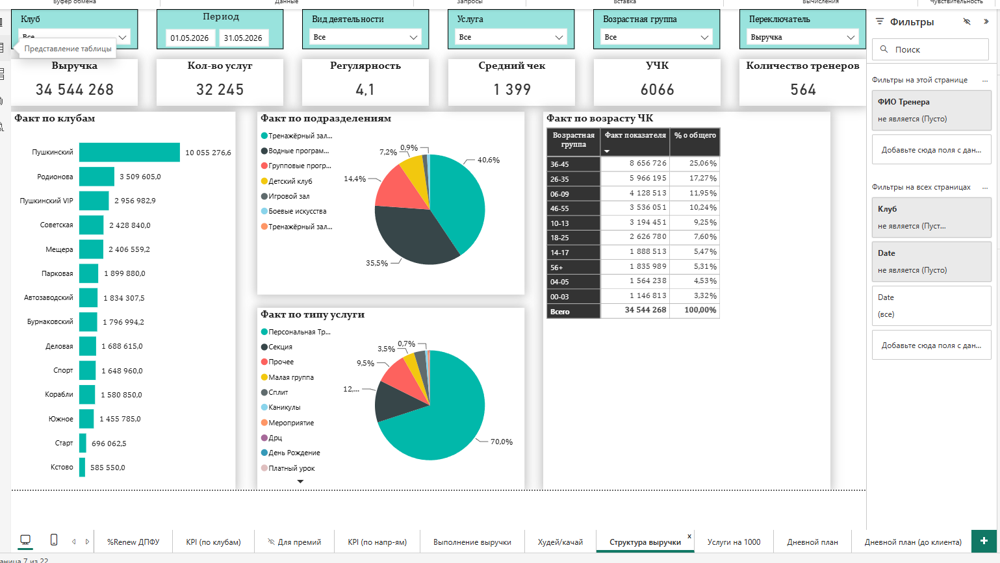 Буфер обмена
Данные
Запросы
Вставка
Вычисления
Чувствительность
Клуб
Все
Представление таблицы
Период
01.05.2026
31.05.2026
Вид деятельности
Все
Услуга
Все
Возрастная группа
Все
Переключатель
Выручка
Выручка
34 544 268
Кол-во услуг
32 245
Регулярность
4,1
Средний чек
1 399
УЧК
6066
Количество тренеров
564
Факт по клубам
Пушкинский 10 055 276,6
Родионова 3 509 605,0
Пушкинский VIP 2 956 982,9
Советская 2 428 840,0
Мещера 2 406 559,2
Парковая 1 899 880,0
Автозаводский 1 834 307,5
Бурнаковский 1 796 994,2
Деловая 1 688 615,0
Спорт 1 648 960,0
Корабли 1 580 850,0
Южное 1 455 785,0
Старт 696 062,5
Кстово 585 550,0
Факт по подразделениям
Тренажёрный зал...
Водные програм...
Групповые прогр...
Детский клуб
Игровой зал
Боевые искусства
Тренажёрный зал...
0,9%
7,2%
40,6%
14,4%
35,5%
Факт по типу услуги
Персональная Тр...
Секция
Прочее
Малая группа
Сплит
Каникулы
Мероприятие
Дрц
День Рождение
Платный урок
0,7%
3,5%
9,5%
12,...
70,0%
Факт по возрасту ЧК
Возрастная группа Факт показателя % о общего
36-45 8 656 726 25,06%
26-35 5 966 195 17,27%
06-09 4 128 513 11,95%
46-55 3 536 051 10,24%
10-13 3 194 451 9,25%
18-25 2 626 780 7,60%
14-17 1 888 513 5,47%
56+ 1 835 989 5,31%
04-05 1 564 238 4,53%
00-03 1 146 813 3,32%
Всего 34 544 268 100,00%
Фильтры
Поиск
Фильтры на этой странице ...
ФИО Тренера
не является (Пусто)
Добавьте сюда поля с дан...
Фильтры на всех страницах ...
Клуб
не является (Пуст...
Date
не является (Пусто)
Date
(все)
Добавьте сюда поля с дан...
%Renew ДПФУ
KPI (по клубам)
Для премий
KPI (по напр-ям)
Выполнение выручки
Худей/качай
Структура выручки x
Услуги на 1000
Дневной план
Дневной план (до клиента)
+
аница 7 из 22